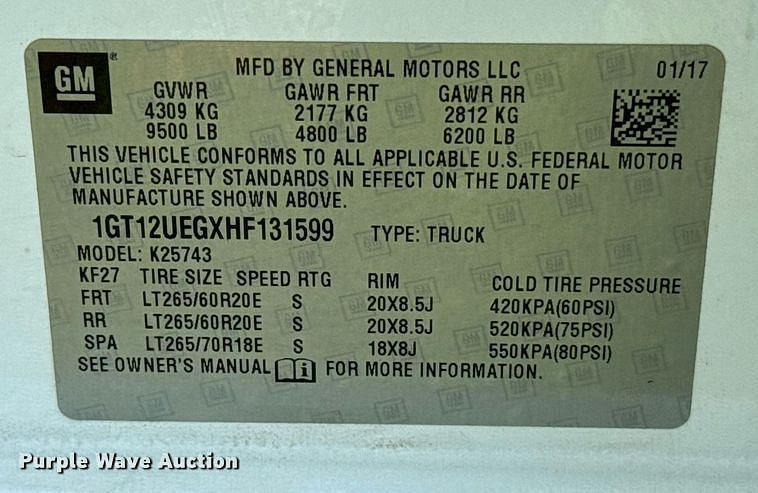 GM ®
MFD BY GENERAL MOTORS LLC 01/17
GVWR GAWR FRT GAWR RR
4309 KG 2177 KG 2812 KG
9500 LB 4800 LB 6200 LB
THIS VEHICLE CONFORMS TO ALL APPLICABLE U.S. FEDERAL MOTOR
VEHICLE SAFETY STANDARDS IN EFFECT ON THE DATE OF
MANUFACTURE SHOWN ABOVE.
1GT12UEGXHF131599 TYPE: TRUCK
MODEL: K25743
KF27 TIRE SIZE SPEED RTG RIM COLD TIRE PRESSURE
FRT LT265/60R20E S 20X8.5J 420KPA(60PSI)
RR LT265/60R20E S 20X8.5J 520KPA(75PSI)
SPA LT265/70R18E S 18X8J 550KPA(80PSI)
SEE OWNER'S MANUAL i FOR MORE INFORMATION.
Purple Wave Auction